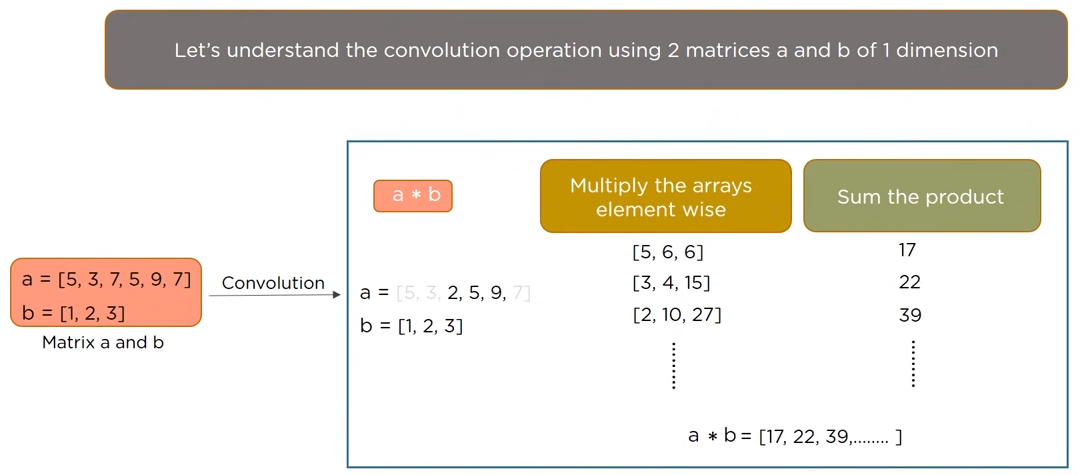 Let's understand the convolution operation using 2 matrices a and b of 1 dimension
a * b
Multiply the arrays
element wise
Sum the product
[5, 6, 6]
17
[3, 4, 15]
22
[2, 10, 27]
39
a = [5, 3, 7, 5, 9, 7]
b = [1, 2, 3]
Matrix a and b
Convolution
a = [5, 3, 2, 5, 9, 7]
b = [1, 2, 3]
a * b = [17, 22, 39,........ ]